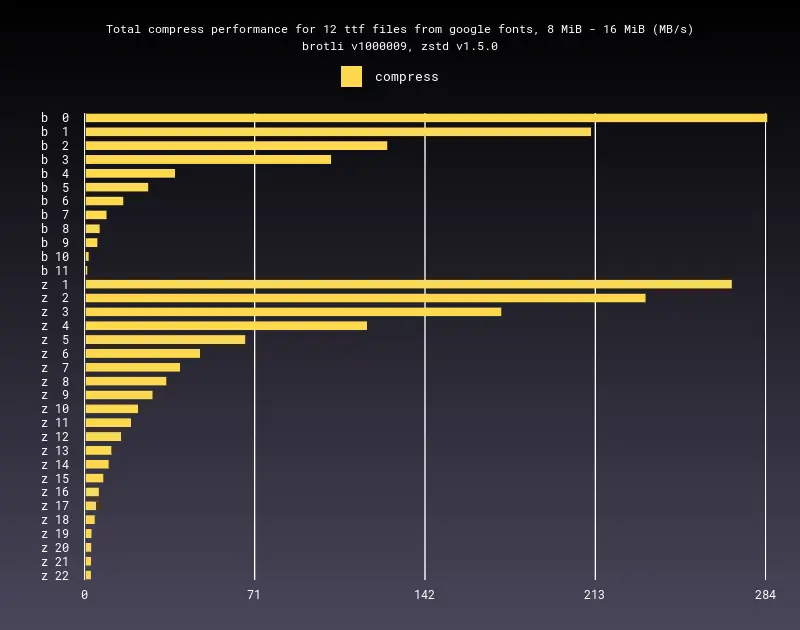 Total compress performance for 12 ttf files from google fonts, 8 MiB - 16 MiB (MB/s)
brotli v1000009, zstd v1.5.0
compress
b 0
b 1
b 2
b 3
b 4
b 5
b 6
b 7
b 8
b 9
b 10
b 11
z 1
z 2
z 3
z 4
z 5
z 6
z 7
z 8
z 9
z 10
z 11
z 12
z 13
z 14
z 15
z 16
z 17
z 18
z 19
z 20
z 21
z 22
0 71 142 213 284